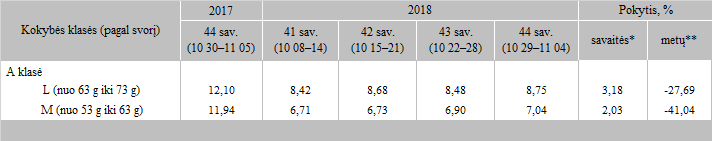 Kokybės klasės (pagal svorį) 2017 2018 Pokytis, %
44 sav. (10 30–11 05) 41 sav. (10 08–14) 42 sav. (10 15–21) 43 sav. (10 22–28) 44 sav. (10 29–11 04) savaitės* metų**
A klasė
L (nuo 63 g iki 73 g) 12,10 8,42 8,68 8,48 8,75 3,18 -27,69
M (nuo 53 g iki 63 g) 11,94 6,71 6,73 6,90 7,04 2,03 -41,04